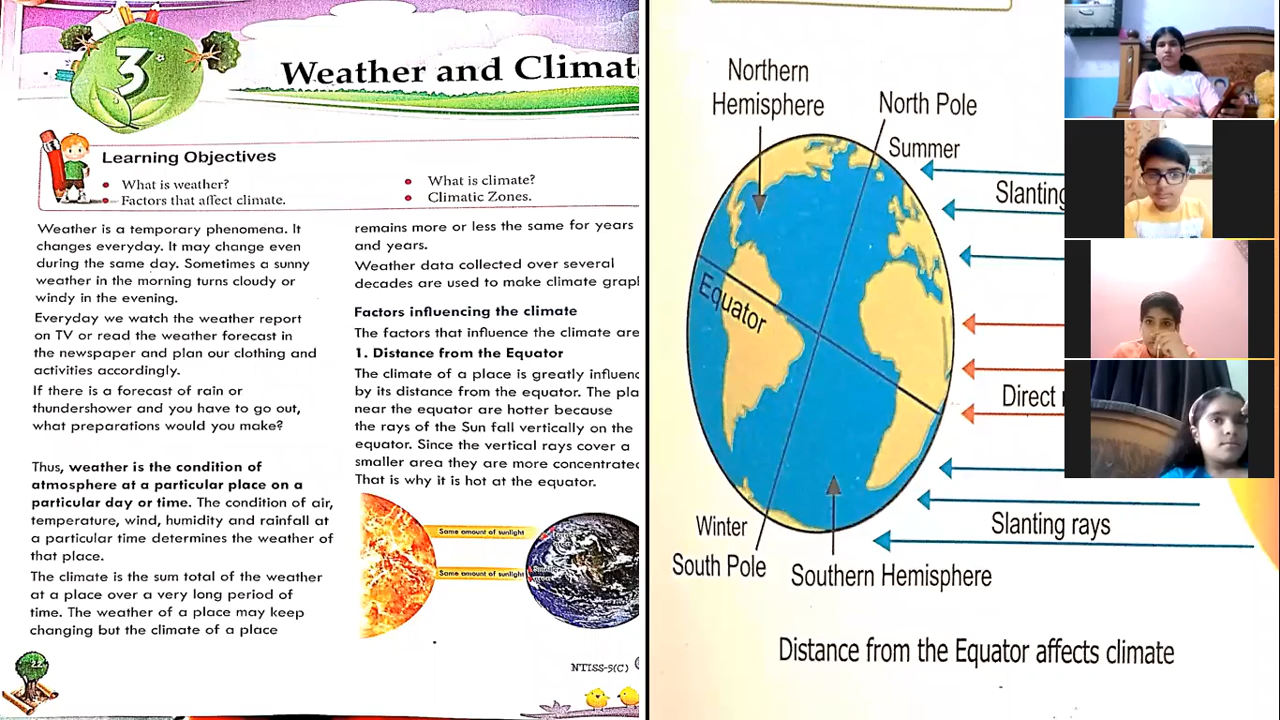 3
Weather and Climat
Learning Objectives
What is weather?
Factors that affect climate.
What is climate?
Climatic Zones.
Weather is a temporary phenomena. It
changes everyday. It may change even
during the same day. Sometimes a sunny
weather in the morning turns cloudy or
windy in the evening.
Everyday we watch the weather report
on TV or read the weather forecast in
the newspaper and plan our clothing and
activities accordingly.
If there is a forecast of rain or
thundershower and you have to go out,
what preparations would you make?
Thus, weather is the condition of
atmosphere at a particular place on a
particular day or time. The condition of air,
temperature, wind, humidity and rainfall at
a particular time determines the weather of
that place.
The climate is the sum total of the weather
at a place over a very long period of
time. The weather of a place may keep
changing but the climate of a place
remains more or less the same for years
and years.
Weather data collected over several
decades are used to make climate grap
Factors influencing the climate
The factors that influence the climate are
1. Distance from the Equator
The climate of a place is greatly influenc
by its distance from the equator. The pla
near the equator are hotter because
the rays of the Sun fall vertically on the
equator. Since the vertical rays cover a
smaller area they are more concentrate
That is why it is hot at the equator.
Same amount of sunlight
Same amount of sunlight
NTISS-5(C)
Northern
Hemisphere
North Pole
Summer
Slanting
Equator
Direct
Winter
South Pole
Slanting rays
Southern Hemisphere
Distance from the Equator affects climate